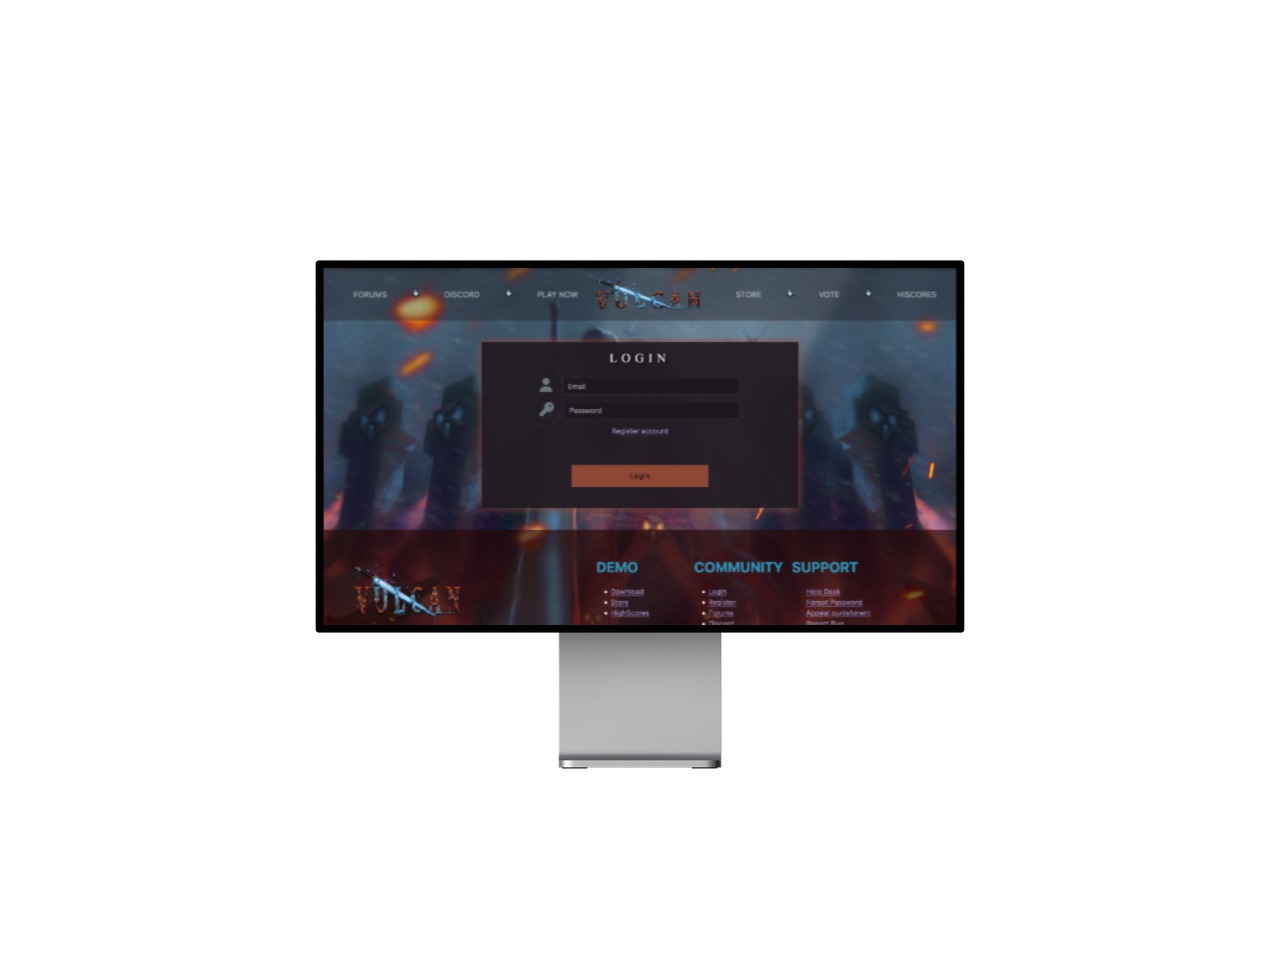 FORUMS DISCORD PLAY NOW VULCAN STORE VOTE HISCORES
LOGIN
Email
Password
Register account
Login
VULCAN
DEMO
Download
Store
HighScores
COMMUNITY
Login
Register
Forums
Discord
SUPPORT
Help Desk
Forgot Password
Appeal punishment
Report Bug